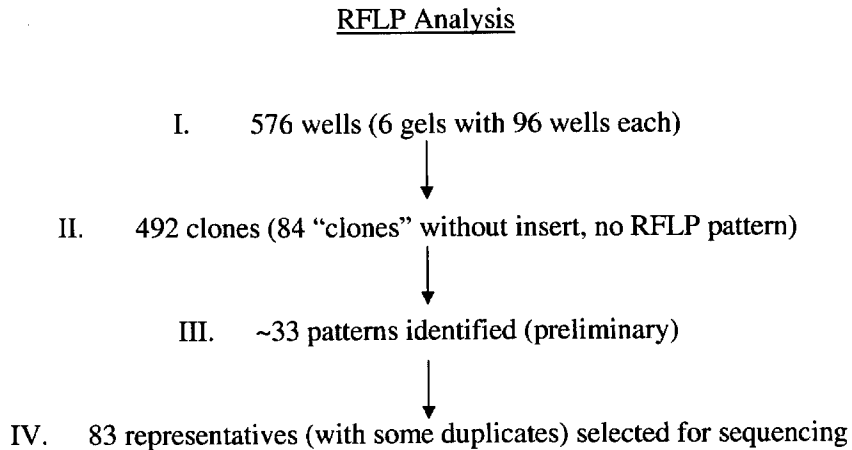 RFLP Analysis
I. 576 wells (6 gels with 96 wells each)
II. 492 clones (84 “clones” without insert, no RFLP pattern)
III. ~33 patterns identified (preliminary)
IV. 83 representatives (with some duplicates) selected for sequencing